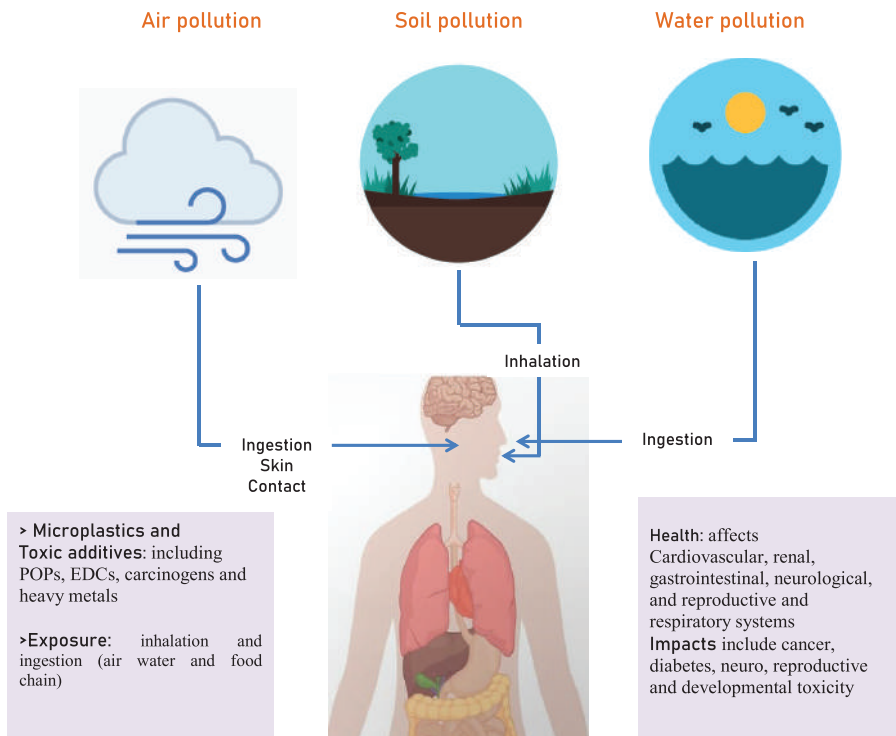 Air pollution
Soil pollution
Water pollution
Inhalation
Ingestion
Skin
Contact
Ingestion
> Microplastics and
Toxic additives: including
POPs, EDCs, carcinogens and
heavy metals
>Exposure: inhalation and
ingestion (air water and food
chain)
Health: affects
Cardiovascular, renal,
gastrointestinal, neurological,
and reproductive and
respiratory systems
Impacts include cancer,
diabetes, neuro, reproductive
and developmental toxicity